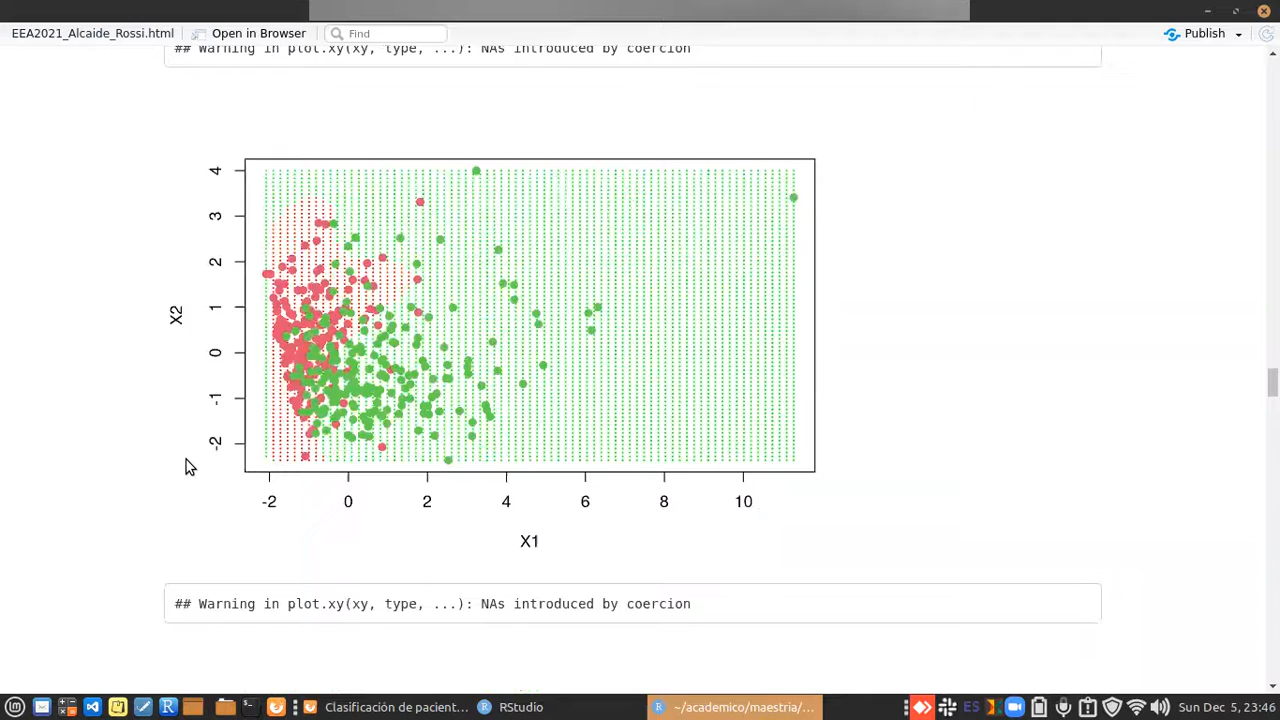 EEA2021_Alcaide_Rossi.html
Open in Browser
Find
Publish
## Warning in plot.xy(xy, type, ...): NAs introduced by coercion
4
3
2
1
0
-1
-2
X2
-2 0 2 4 6 8 10
X1
## Warning in plot.xy(xy, type, ...): NAs introduced by coercion
Clasificación de pacient...
RStudio
~/academico/maestria/...
ES
Sun Dec 5, 23:46